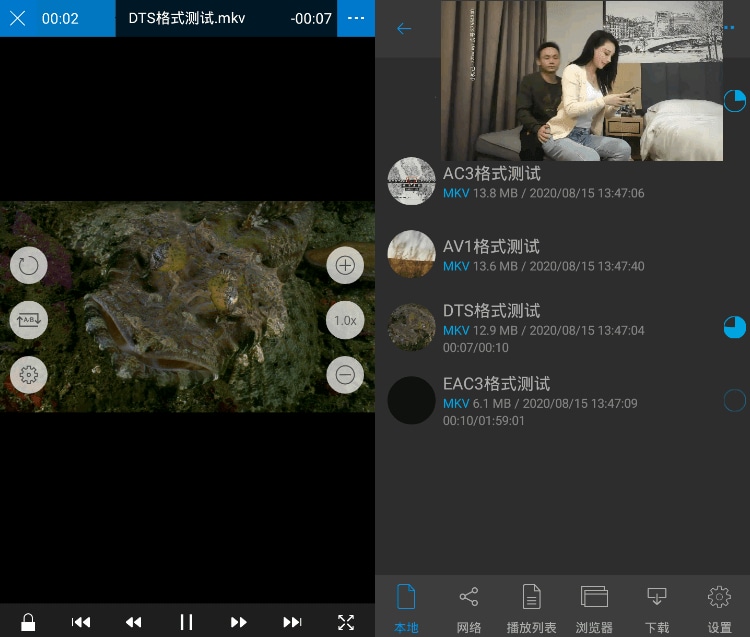 00:02
DTS格式测试.mkv
-00:07
A-B
1.0x
AC3格式测试
MKV 13.8 MB / 2020/08/15 13:47:06
AV1格式测试
MKV 13.6 MB / 2020/08/15 13:47:40
DTS格式测试
MKV 12.9 MB / 2020/08/15 13:47:04
00:07/00:10
EAC3格式测试
MKV 6.1 MB / 2020/08/15 13:47:09
00:10/01:59:01
本地
网络
播放列表
浏览器
下载
设置